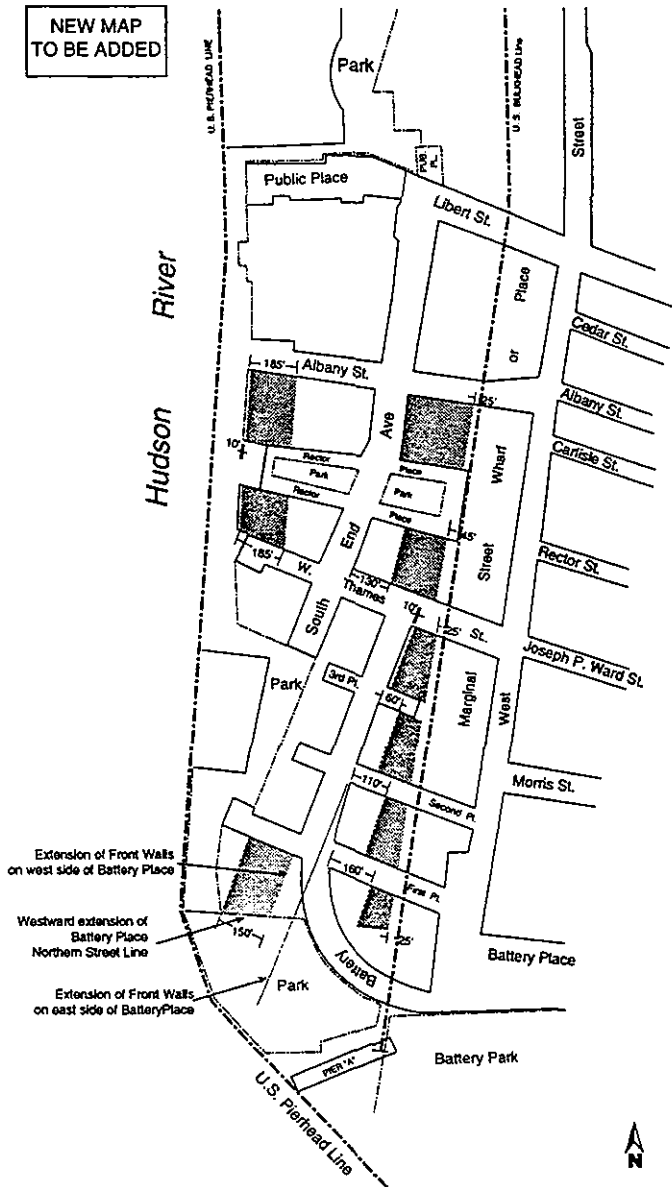 NEW MAP
TO BE ADDED
U.S. PIERHEAD LINE
Park
U.S. BULKHEAD Line
Street
PUB.
PL.
Public Place
Libert St.
Hudson River
Place
or
Cedar St.
185'
Albany St.
25'
Albany St.
Ave
10'
Rector
Place
Park
Park
Rector
Place
Wharf
Carlisle St.
45'
End
185'
W.
130'
Thames
Street
Rector St.
10'
25'
St.
South
Joseph P. Ward St.
3rd Pl.
Park
60'
Marginal
West
110'
Second Pl.
Morris St.
Extension of Front Walls
on west side of Battery Place
160'
First Pl.
Westward extension of
Battery Place
Northern Street Line
150'
25'
Battery
Battery Place
Extension of Front Walls
on east side of BatteryPlace
Park
PIER "A"
Battery Park
U.S. Pierhead Line
N